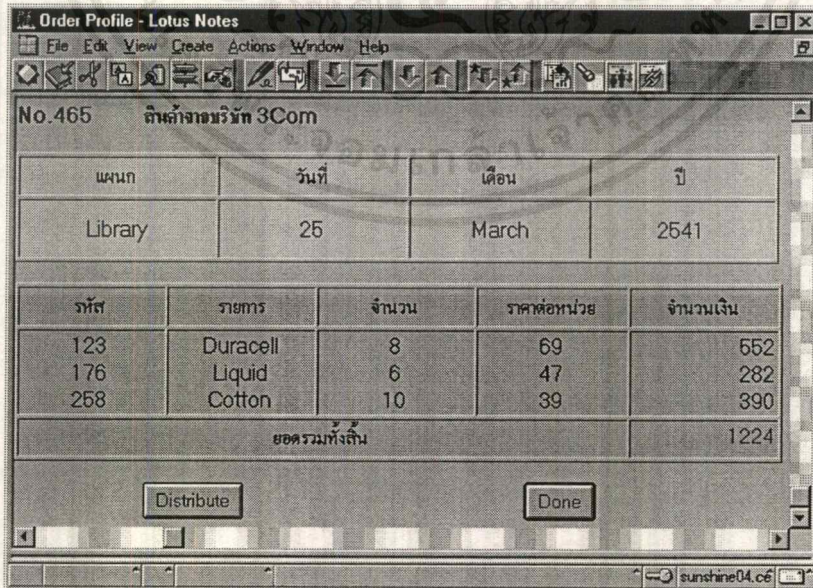 Order Profile - Lotus Notes
File Edit View Create Actions Window Help
No.465 สินค้าจากบริษัท 3Com
แผนก วันที่ เดือน ปี
Library 25 March 2541
รหัส รายการ จำนวน ราคาต่อหน่วย จำนวนเงิน
123 Duracell 8 69 552
176 Liquid 6 47 282
258 Cotton 10 39 390
ยอดรวมทั้งสิ้น 1224
Distribute Done
sunshine04.ce